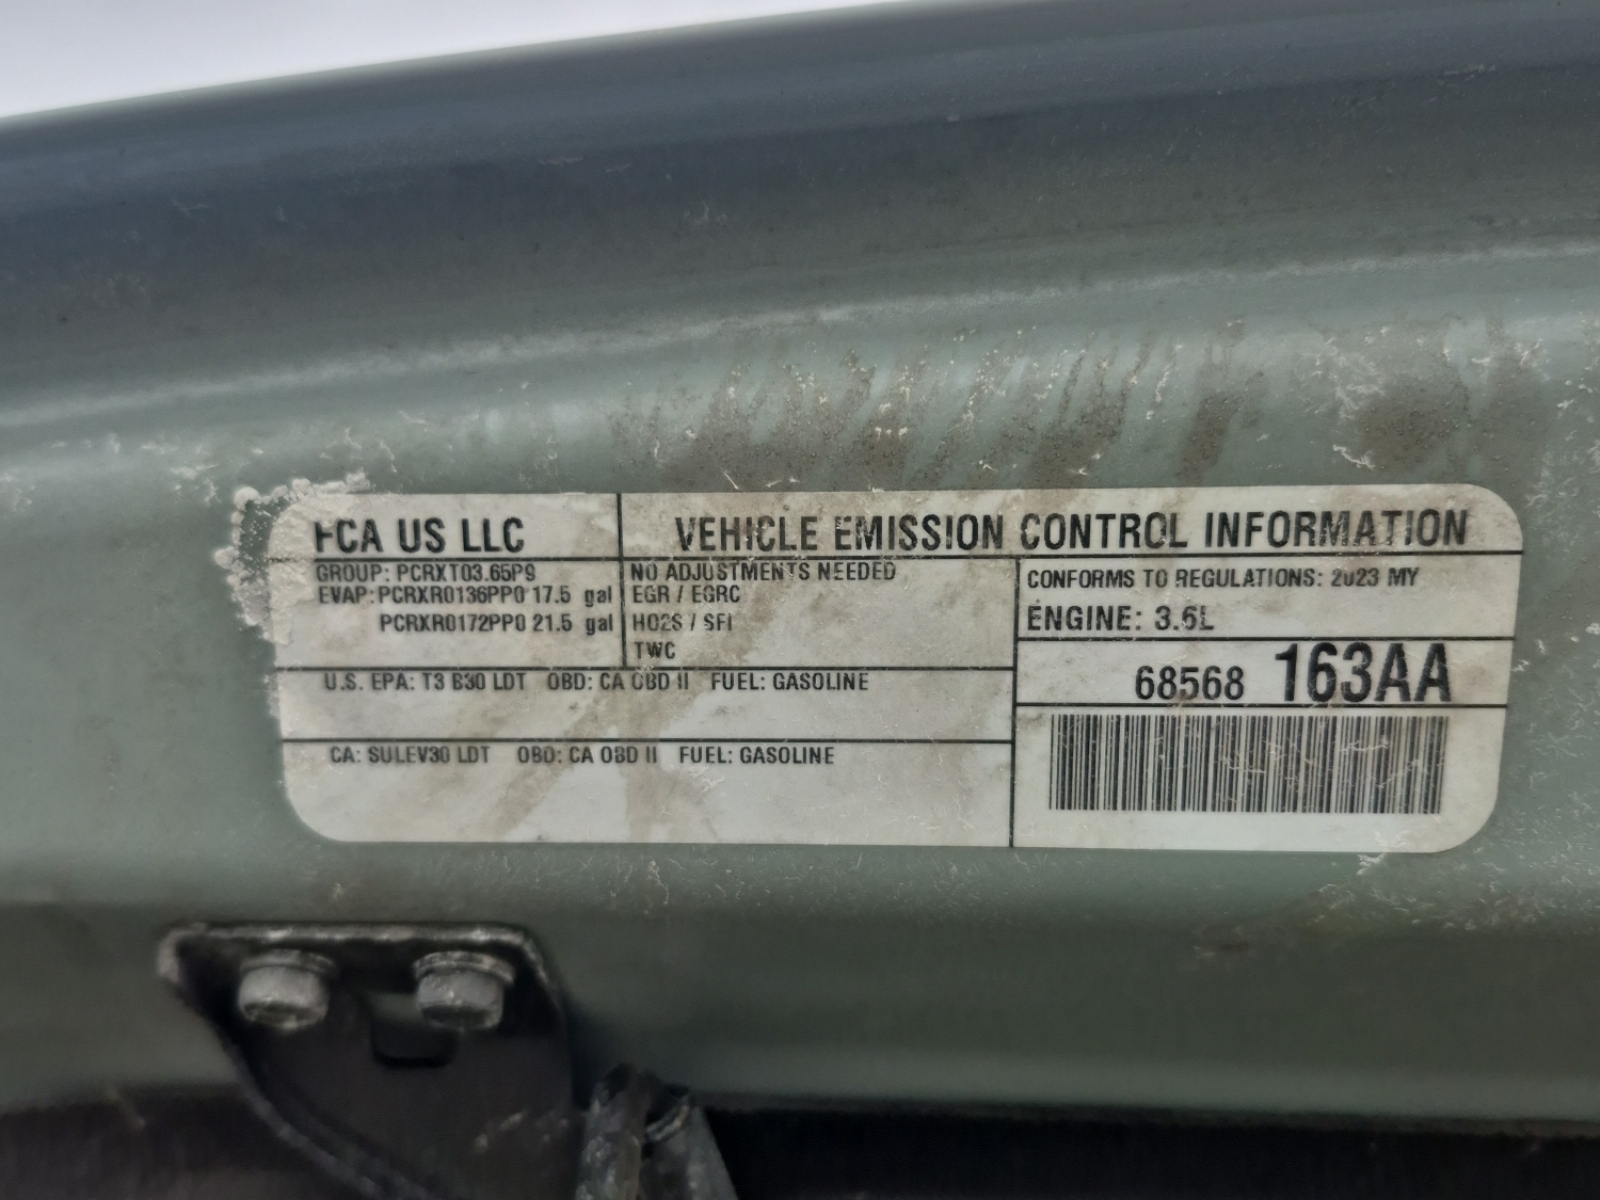 FCA US LLC
VEHICLE EMISSION CONTROL INFORMATION
GROUP: PCRXT03.65P9
EVAP: PCRXR0136PP0 17.5 gal
PCRXR0172PP0 21.5 gal
NO ADJUSTMENTS NEEDED
EGR / EGRC
HO2S / SFI
TWC
CONFORMS TO REGULATIONS: 2023 MY
ENGINE: 3.6L
68568 163AA
U.S. EPA: T3 B30 LDT OBD: CA OBD II FUEL: GASOLINE
CA: SULEV30 LDT OBD: CA OBD II FUEL: GASOLINE